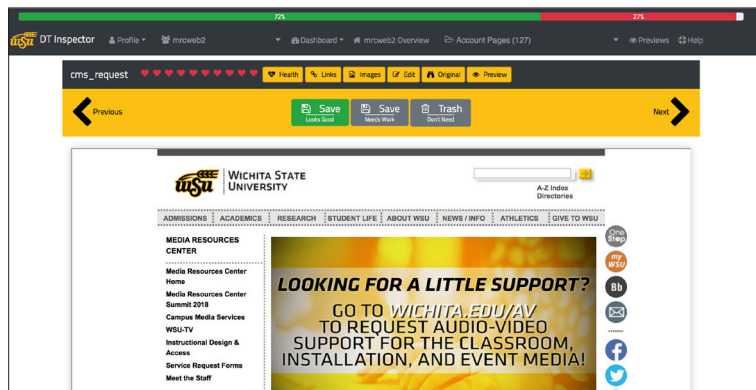 72%
27%
wsu DT Inspector Profile mrcweb2 Dashboard mrcweb2 Overview Account Pages (127) Previews Help
cms_request Health Links Images Edit Original Preview
Previous
Save
Looks Good
Save
Needs Work
Trash
Don't Need
Next
wsu
WICHITA STATE
UNIVERSITY
A-Z Index
Directories
ADMISSIONS ACADEMICS RESEARCH STUDENT LIFE ABOUT WSU NEWS / INFO ATHLETICS GIVE TO WSU
MEDIA RESOURCES
CENTER
Media Resources Center
Home
Media Resources Center
Summit 2018
Campus Media Services
WSU-TV
Instructional Design &
Access
Service Request Forms
Meet the Staff
LOOKING FOR A LITTLE SUPPORT?
GO TO WICHITA.EDU/AV
TO REQUEST AUDIO-VIDEO
SUPPORT FOR THE CLASSROOM,
INSTALLATION, AND EVENT MEDIA!
One
Stop
my
WSU
Bb